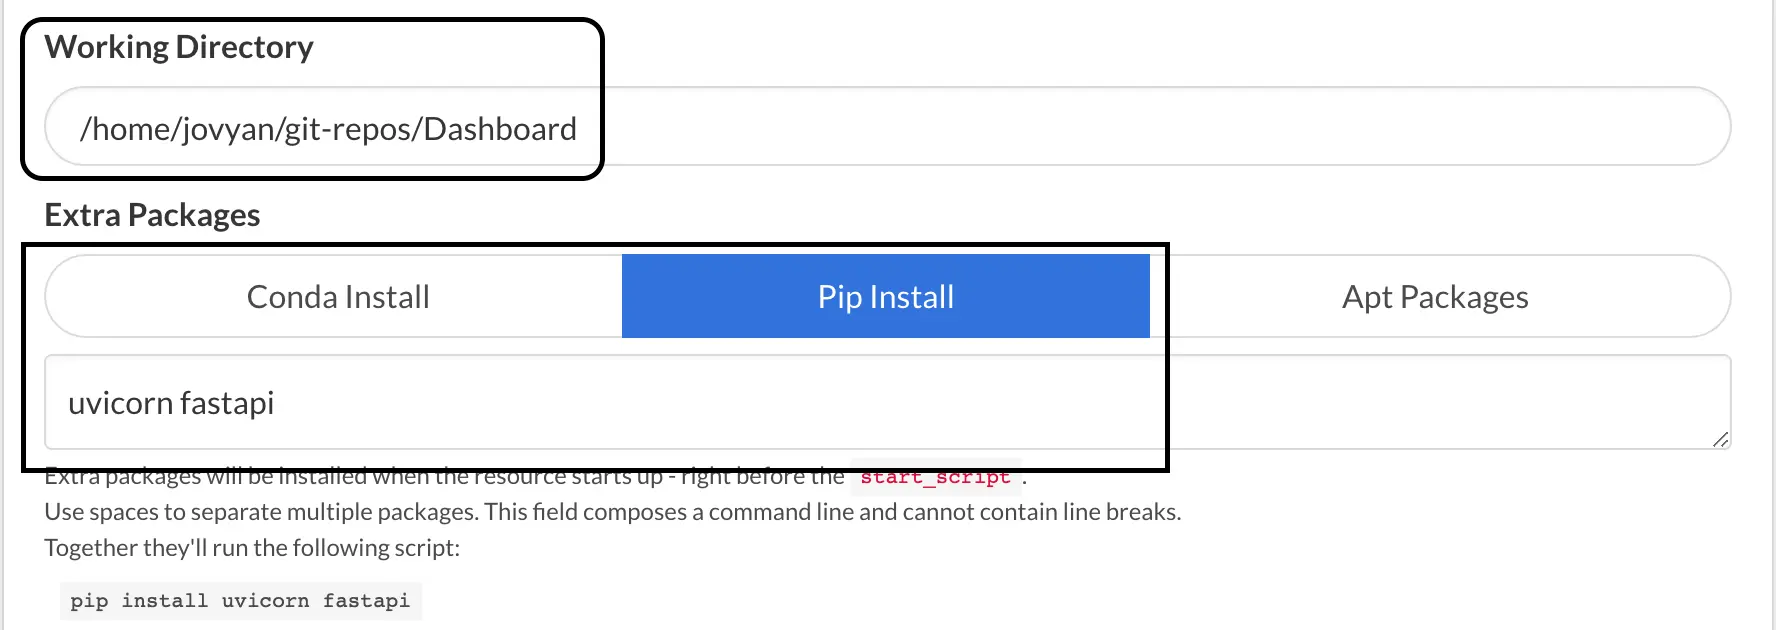 Working Directory
/home/jovyan/git-repos/Dashboard
Extra Packages
Conda Install
Pip Install
Apt Packages
uvicorn fastapi
Extra packages will be installed when the resource starts up - right before the start_script .
Use spaces to separate multiple packages. This field composes a command line and cannot contain line breaks.
Together they'll run the following script:
pip install uvicorn fastapi